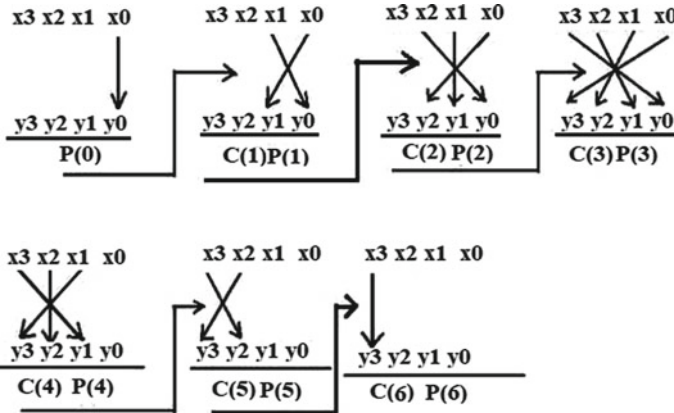 x3 x2 x1 x0 x3 x2 x1 x0 x3 x2 x1 x0 x3 x2 x1 x0
y3 y2 y1 y0 y3 y2 y1 y0 y3 y2 y1 y0 y3 y2 y1 y0
P(0) C(1)P(1) C(2) P(2) C(3) P(3)
x3 x2 x1 x0 x3 x2 x1 x0 x3 x2 x1 x0
y3 y2 y1 y0 y3 y2 y1 y0 y3 y2 y1 y0
C(4) P(4) C(5) P(5) C(6) P(6)